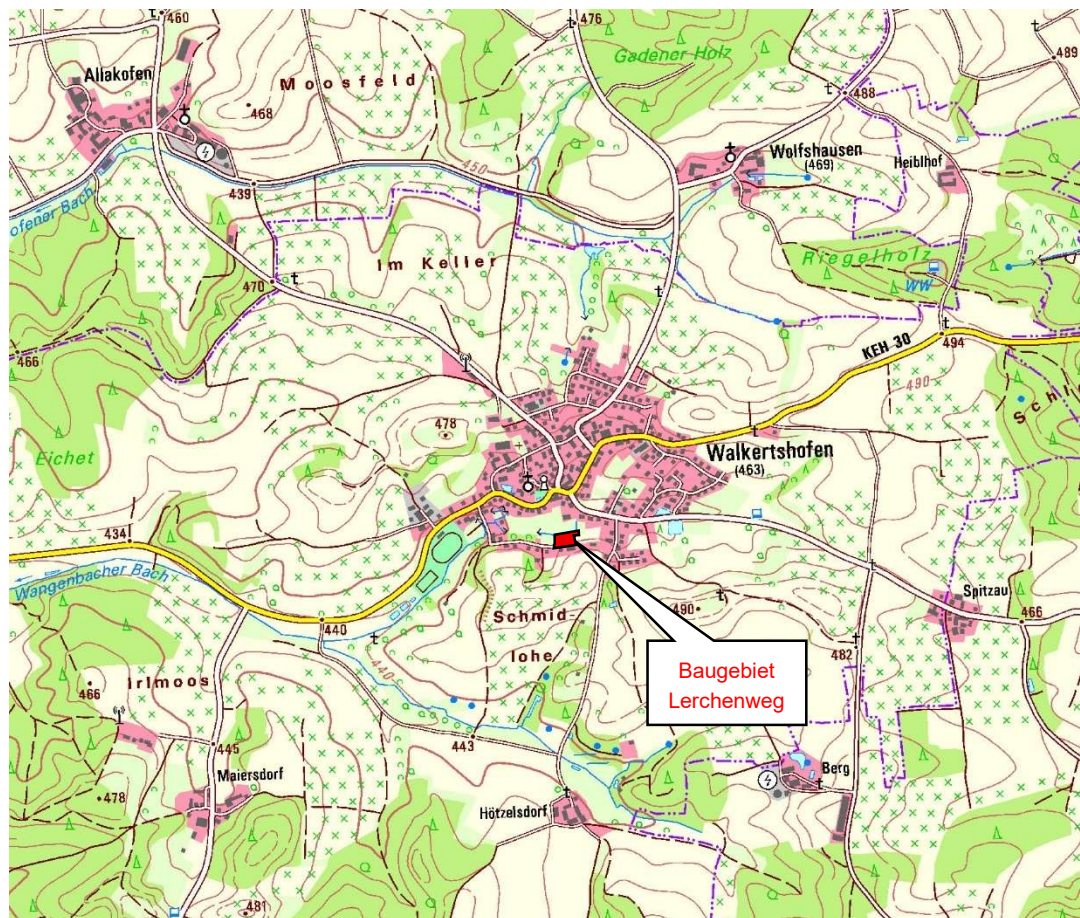 460
476
Allakofen
Moosfeld
468
Gadener Holz
489
488
Wolfshausen
(469)
Heiblhof
450
439
ofener Bach
Im Keller
Riegelholz
WW
470
494
KEH 30
466
490
Schl
478
Walkertshofen
(463)
Eichet
434
Wangenbacher Bach
440
Schmid-
lohe
490
Spitzau
466
482
Baugebiet
Lerchenweg
440
466
Irlmoos
445
443
Maiersdorf
478
Berg
Hötzelsdorf
481